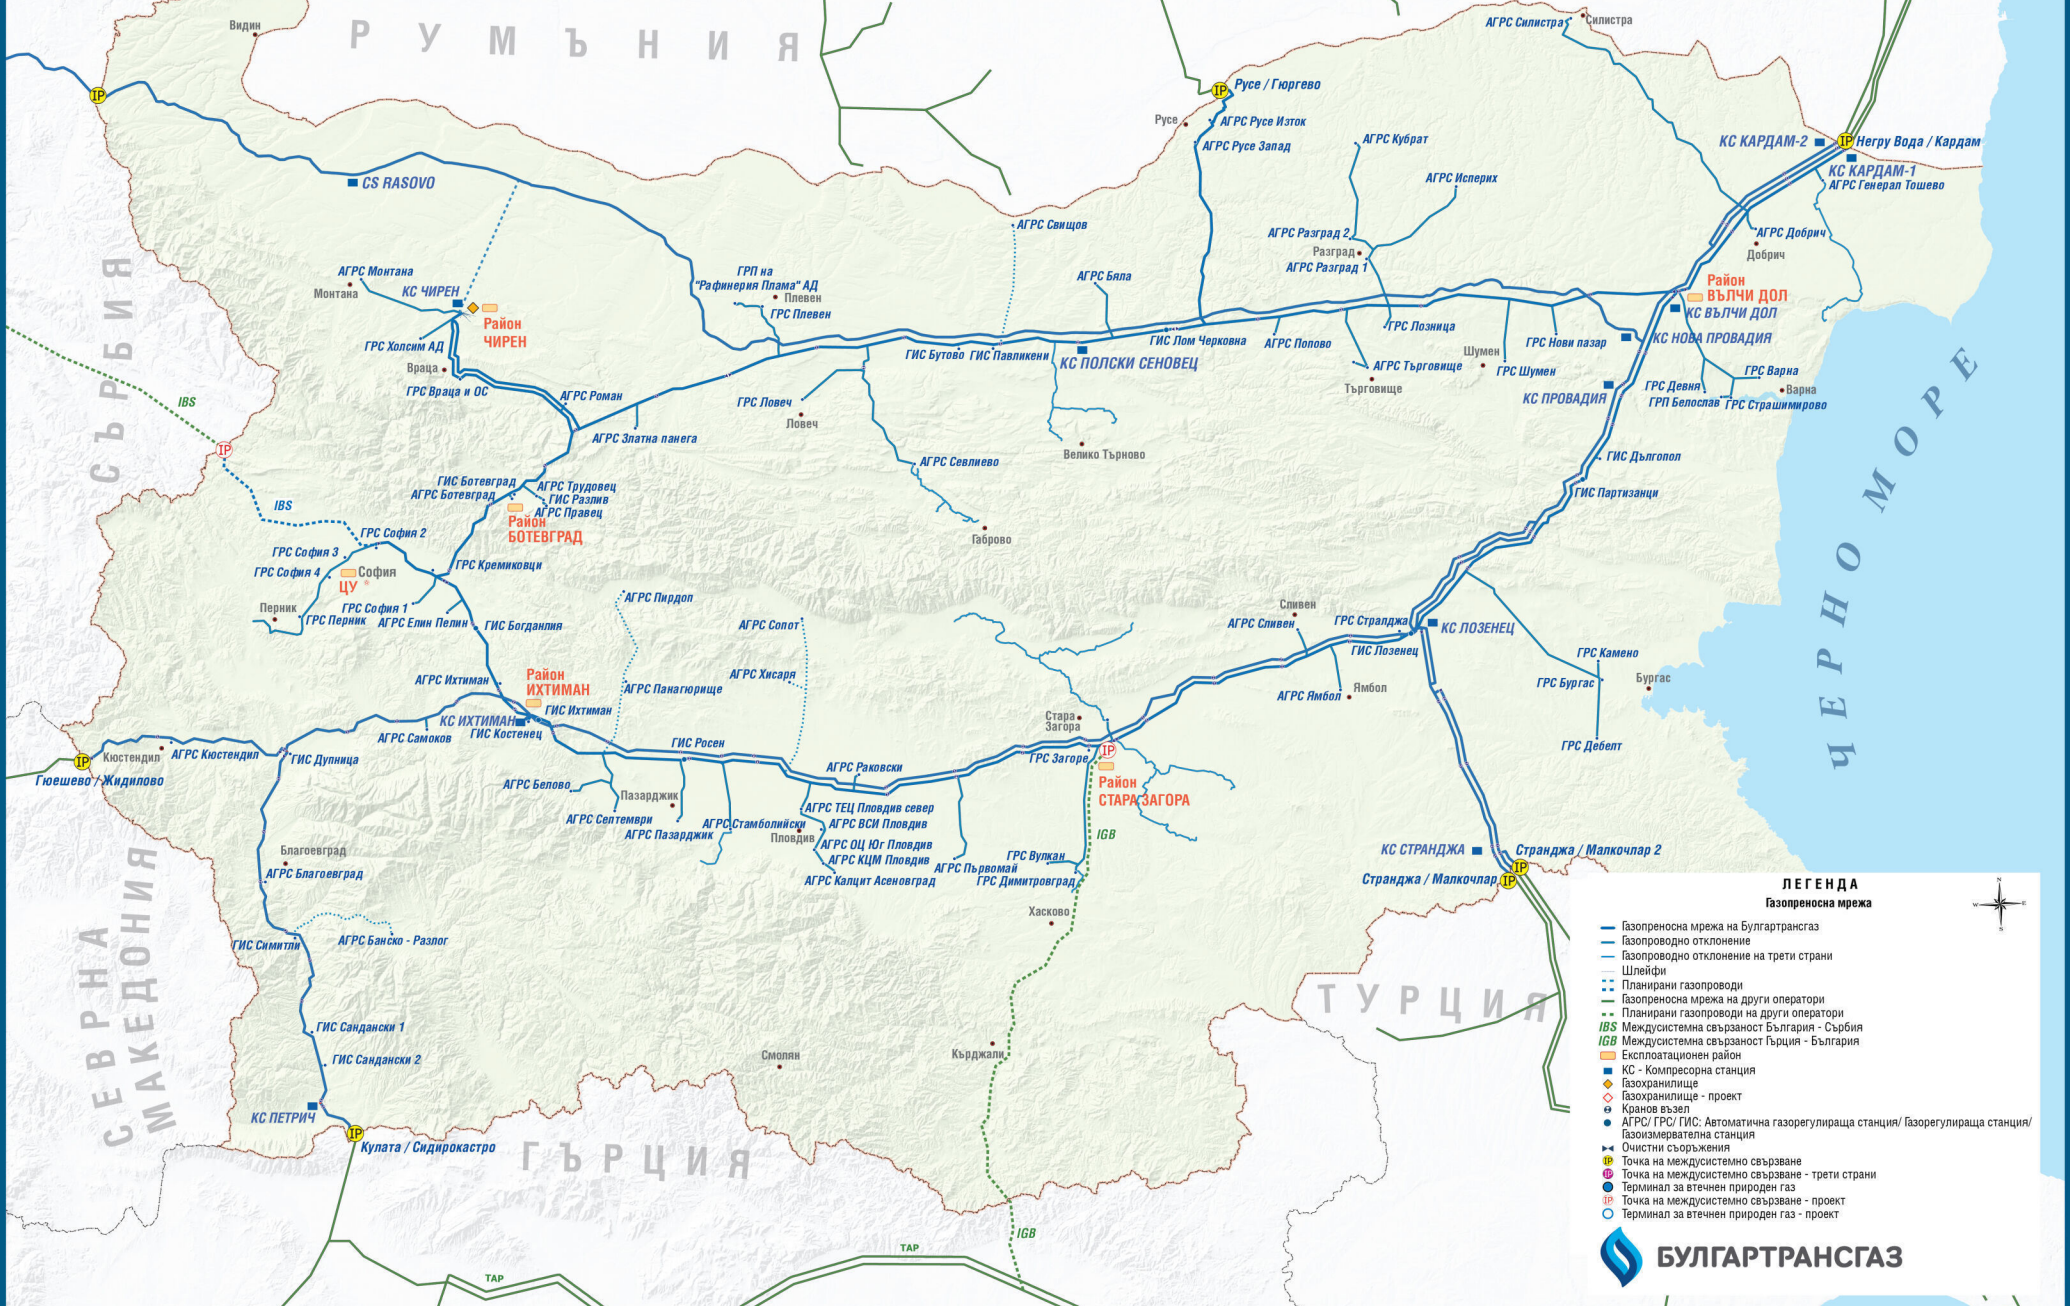 РУМЪНИЯ
Видин
АГРС Силистра
Силистра
Русе / Гюргево
Русе
АГРС Русе Изток
АГРС Русе Запад
АГРС Кубрат
АГРС Исперих
КС КАРДАМ-2
Негру Вода / Кардам
КС КАРДАМ-1
АГРС Генерал Тошево
CS RASOVO
АГРС Свищов
АГРС Разград 2
Разград
АГРС Разград 1
АГРС Добрич
Добрич
СЪРБИЯ
АГРС Монтана
Монтана
КС ЧИРЕН
Район
ЧИРЕН
ГРП на
"Рафинерия Плама" АД
Плевен
ГРС Плевен
АГРС Бяла
Район
ВЪЛЧИ ДОЛ
КС ВЪЛЧИ ДОЛ
ГРС Холсим АД
Враца
ГРС Враца и ОС
ГИС Бутово
ГИС Павликени
КС ПОЛСКИ СЕНОВЕЦ
ГИС Лом Черковна
АГРС Попово
ГРС Лозница
АГРС Търговище
Търговище
Шумен
ГРС Шумен
ГРС Нови пазар
КС НОВА ПРОВАДИЯ
КС ПРОВАДИЯ
ГРС Варна
ГРС Девня
Варна
ГРП Белослав
ГРС Страшимирово
IBS
IP
АГРС Роман
АГРС Златна панега
ГРС Ловеч
Ловеч
Велико Търново
АГРС Севлиево
Габрово
ГИС Дългопол
ГИС Партизанци
ЧЕРНО МОРЕ
ГИС Ботевград
АГРС Ботевград
АГРС Трудовец
ГИС Разлив
АГРС Правец
Район
БОТЕВГРАД
IBS
ГРС София 2
ГРС София 3
ГРС София 4
София
ЦУ
ГРС Кремиковци
Перник
ГРС Перник
ГРС София 1
АГРС Елин Пелин
ГИС Богданлия
АГРС Пирдоп
АГРС Сопот
АГРС Хисаря
АГРС Панагюрище
Сливен
АГРС Сливен
ГРС Стралджа
КС ЛОЗЕНЕЦ
ГИС Лозенец
АГРС Ямбол
Ямбол
ГРС Камено
ГРС Бургас
Бургас
ГРС Дебелт
АГРС Ихтиман
Район
ИХТИМАН
ГИС Ихтиман
КС ИХТИМАН
ГИС Костенец
АГРС Самоков
Кюстендил
АГРС Кюстендил
ГИС Дупница
Гюешево / Жидилово
ГИС Росен
АГРС Раковски
Стара
Загора
ГРС Загоре
IP
Район
СТАРА ЗАГОРА
АГРС Белово
АГРС Септември
Пазарджик
АГРС Пазарджик
АГРС Стамболийски
Пловдив
АГРС ТЕЦ Пловдив север
АГРС ВСИ Пловдив
АГРС ОЦ Юг Пловдив
АГРС КЦМ Пловдив
АГРС Калцит Асеновград
АГРС Първомай
ГРС Вулкан
ГРС Димитровград
IGB
Хасково
КС СТРАНДЖА
Странджа / Малкочлар 2
Странджа / Малкочлар
Благоевград
АГРС Благоевград
ГИС Симитли
АГРС Банско - Разлог
СЕВЕРНА
МАКЕДОНИЯ
ГИС Сандански 1
ГИС Сандански 2
КС ПЕТРИЧ
Кулата / Сидирокастро
Смолян
Кърджали
ГЪРЦИЯ
ТУРЦИЯ
IGB
TAP
TAP
ЛЕГЕНДА
Газопреносна мрежа
Газопреносна мрежа на Булгартрансгаз
Газопроводно отклонение
Газопроводно отклонение на трети страни
Шлейфи
Планирани газопроводи
Газопреносна мрежа на други оператори
Планирани газопроводи на други оператори
IBS Междусистемна свързаност България - Сърбия
IGB Междусистемна свързаност Гърция - България
Експлоатационен район
КС - Компресорна станция
Газохранилище
Газохранилище - проект
Кранов възел
АГРС/ ГРС/ ГИС: Автоматична газорегулираща станция/ Газорегулираща станция/
Газоизмервателна станция
Очистни съоръжения
IP Точка на междусистемно свързване
IP Точка на междусистемно свързване - трети страни
Терминал за втечнен природен газ
IP Точка на междусистемно свързване - проект
Терминал за втечнен природен газ - проект
БУЛГАРТРАНСГАЗ